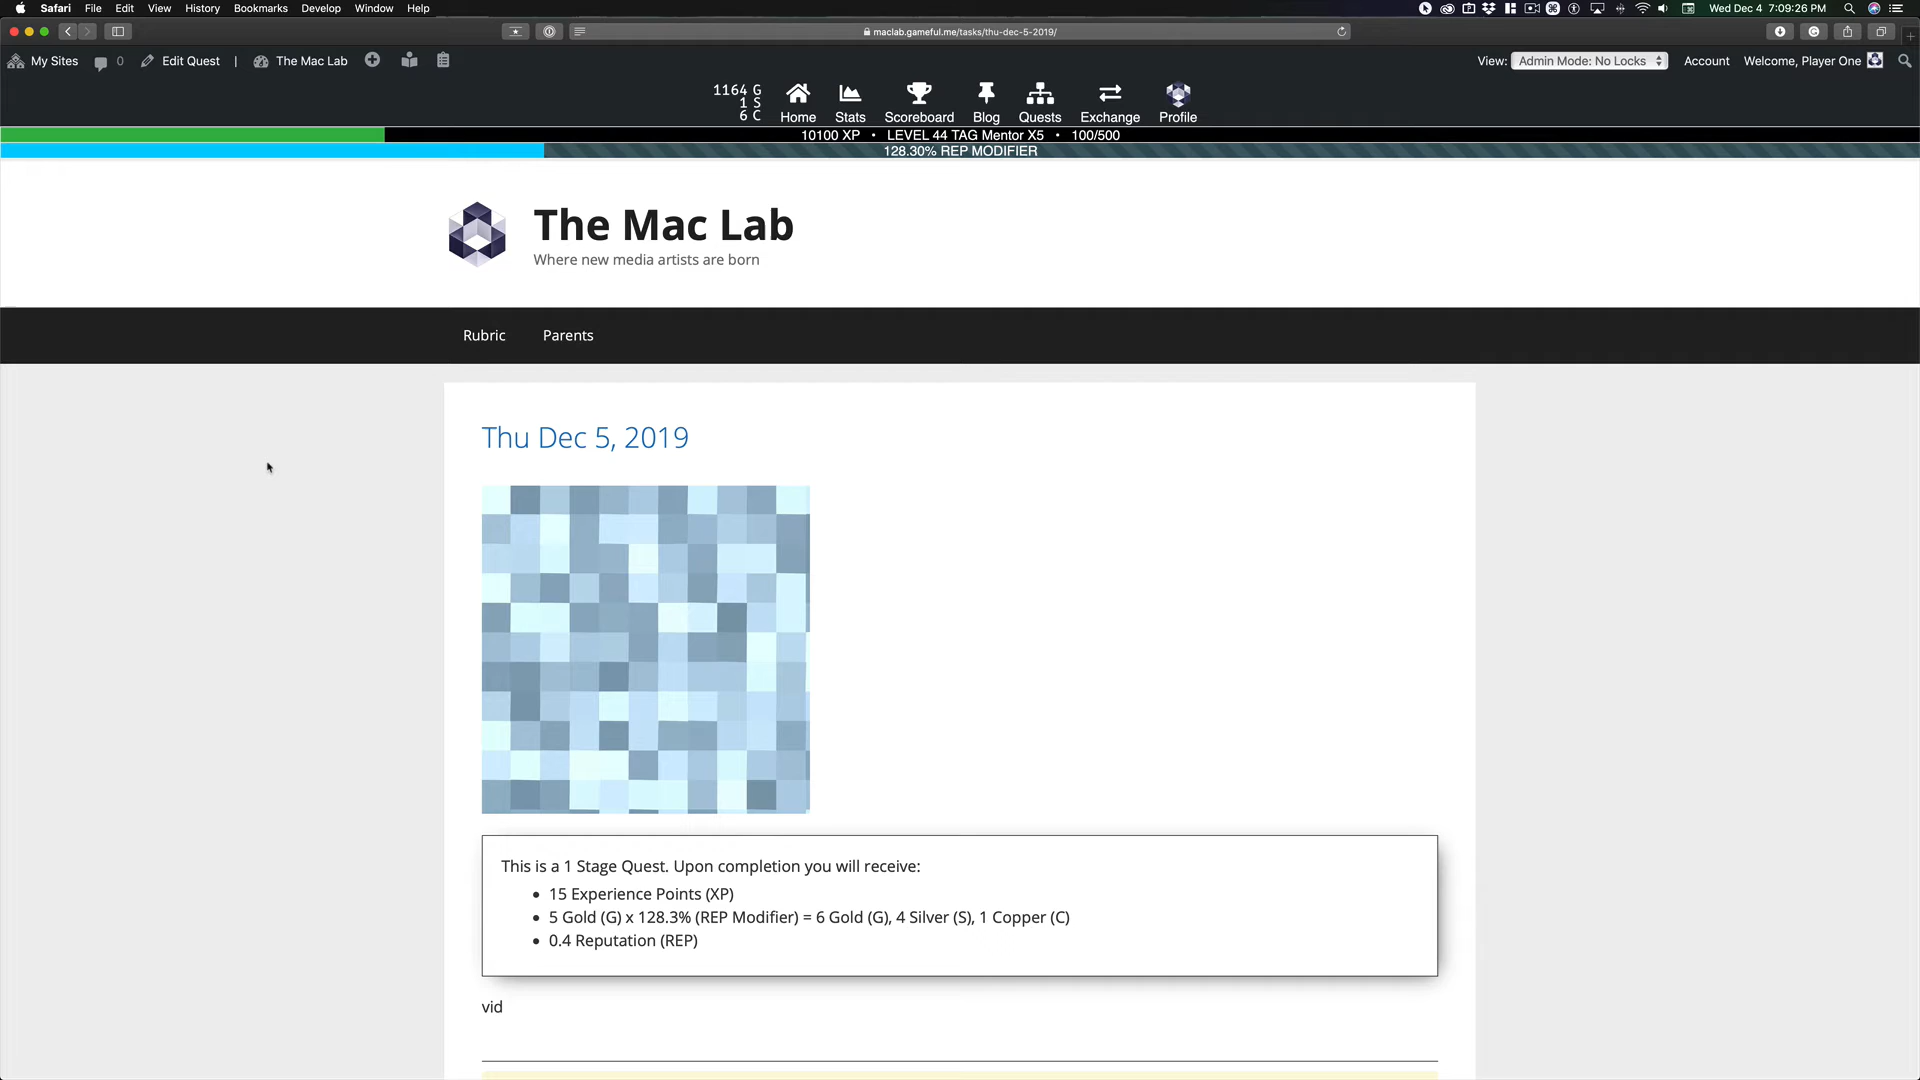 Safari File Edit View History Bookmarks Develop Window Help Wed Dec 4 7:09:26 PM
maclab.gameful.me/tasks/thu-dec-5-2019/
My Sites 0 Edit Quest | The Mac Lab View: Admin Mode: No Locks Account Welcome, Player One
1164 G
1 S
6 C
Home Stats Scoreboard Blog Quests Exchange Profile
10100 XP • LEVEL 44 TAG Mentor X5 • 100/500
128.30% REP MODIFIER
The Mac Lab
Where new media artists are born
Rubric Parents
Thu Dec 5, 2019
This is a 1 Stage Quest. Upon completion you will receive:
• 15 Experience Points (XP)
• 5 Gold (G) x 128.3% (REP Modifier) = 6 Gold (G), 4 Silver (S), 1 Copper (C)
• 0.4 Reputation (REP)
vid